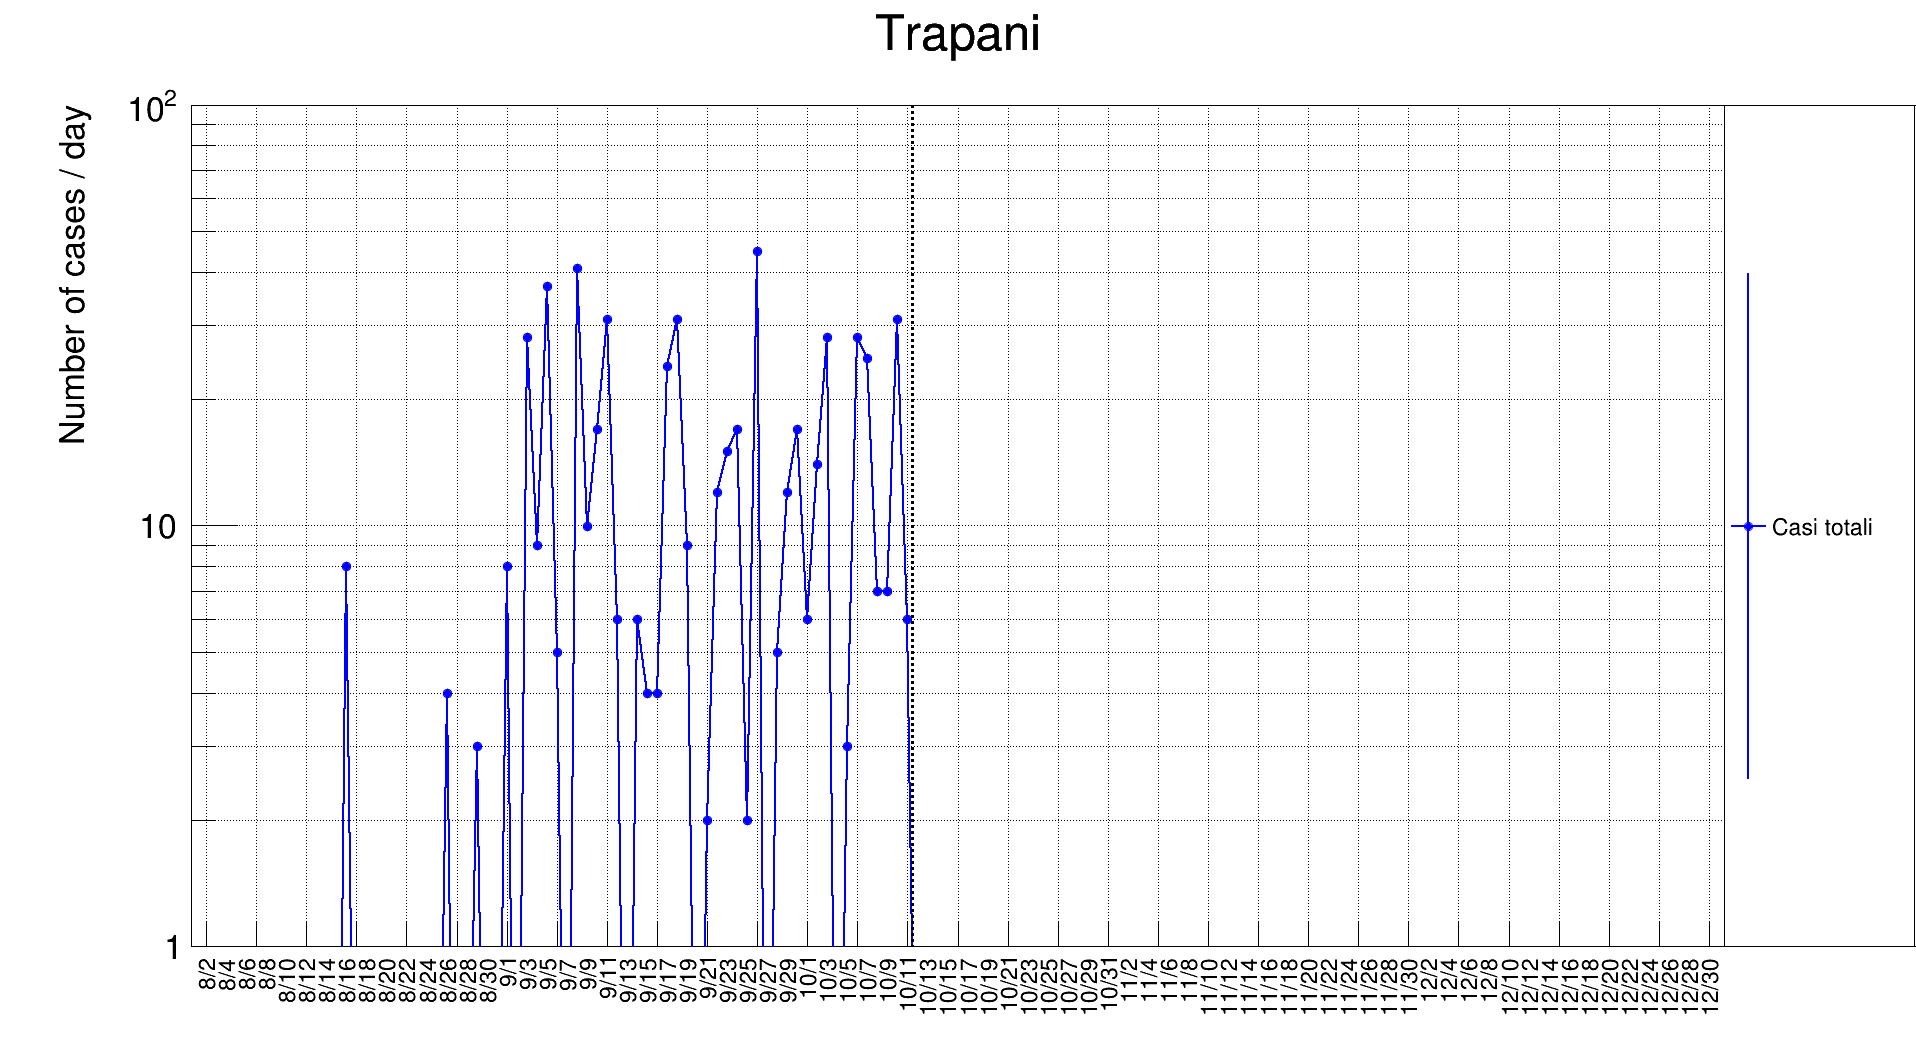 Trapani
Number of cases / day
10²
10
1
8/2 8/4 8/6 8/8 8/10 8/12 8/14 8/16 8/18 8/20 8/22 8/24 8/26 8/28 8/30 9/1 9/3 9/5 9/7 9/9 9/11 9/13 9/15 9/17 9/19 9/21 9/23 9/25 9/27 9/29 10/1 10/3 10/5 10/7 10/9 10/11 10/13 10/15 10/17 10/19 10/21 10/23 10/25 10/27 10/29 10/31 11/2 11/4 11/6 11/8 11/10 11/12 11/14 11/16 11/18 11/20 11/22 11/24 11/26 11/28 11/30 12/2 12/4 12/6 12/8 12/10 12/12 12/14 12/16 12/18 12/20 12/22 12/24 12/26 12/28 12/30
Casi totali